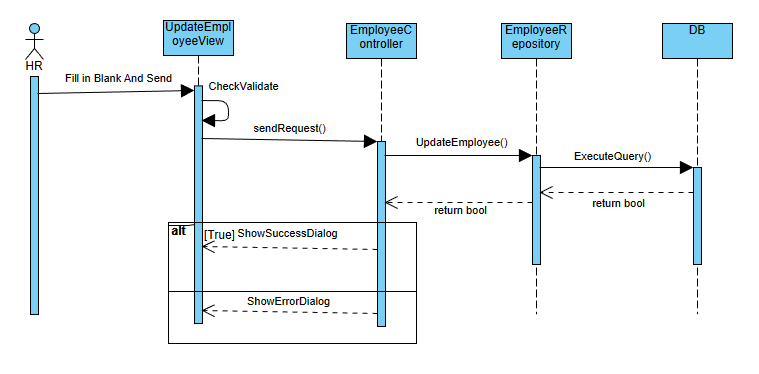 UpdateEmpl
oyeeView
EmployeeC
ontroller
EmployeeR
epository
DB
HR
Fill in Blank And Send
CheckValidate
sendRequest()
UpdateEmployee()
ExecuteQuery()
return bool
return bool
alt
[True] ShowSuccessDialog
ShowErrorDialog